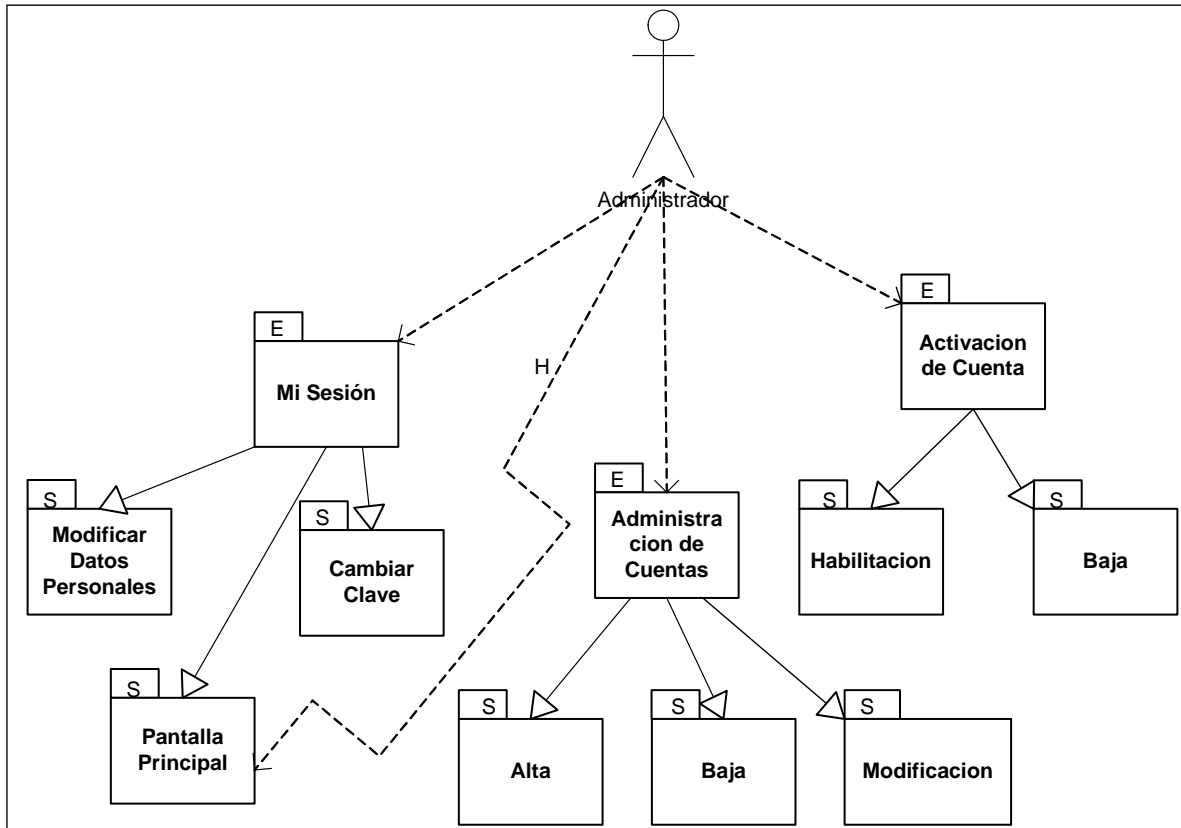 Administrador
E
Activacion
de Cuenta
E
Mi Sesión
H
E
Administra
cion de
Cuentas
S
Modificar
Datos
Personales
S
Cambiar
Clave
S
Habilitacion
S
Baja
S
Pantalla
Principal
S
Alta
S
Baja
S
Modificacion